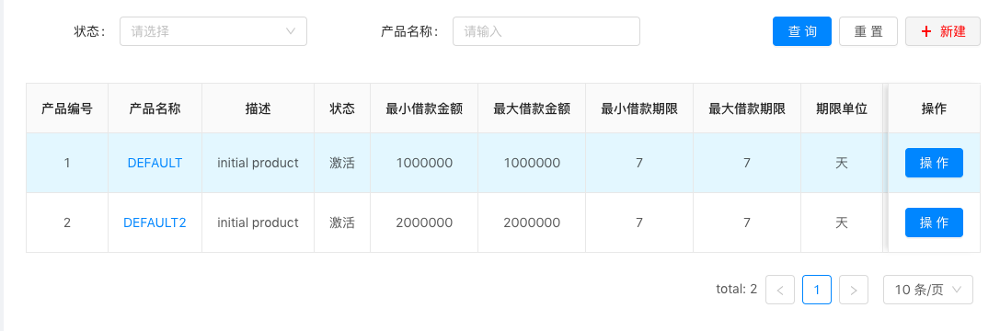 状态： 请选择 产品名称： 请输入 查 询 重 置 + 新建
产品编号 产品名称 描述 状态 最小借款金额 最大借款金额 最小借款期限 最大借款期限 期限单位 操作
1 DEFAULT initial product 激活 1000000 1000000 7 7 天 操 作
2 DEFAULT2 initial product 激活 2000000 2000000 7 7 天 操 作
total: 2 < 1 > 10 条/页